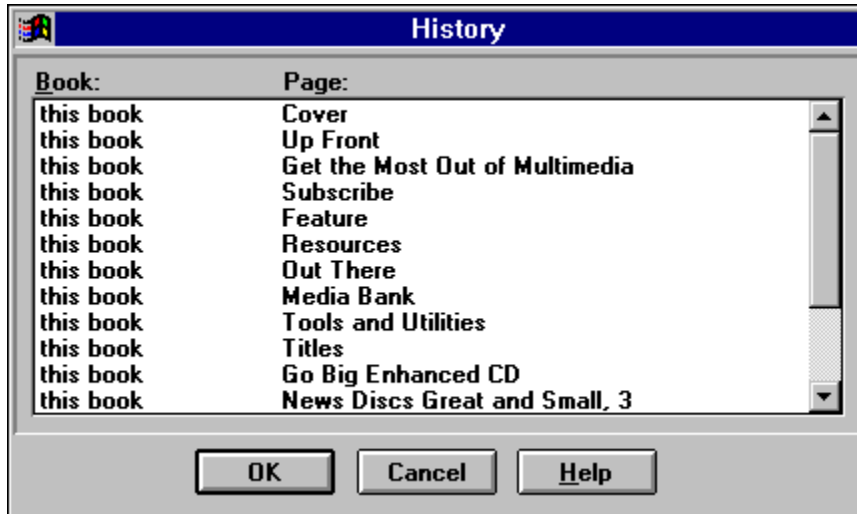 History
Book: Page:
this book Cover
this book Up Front
this book Get the Most Out of Multimedia
this book Subscribe
this book Feature
this book Resources
this book Out There
this book Media Bank
this book Tools and Utilities
this book Titles
this book Go Big Enhanced CD
this book News Discs Great and Small, 3
OK Cancel Help